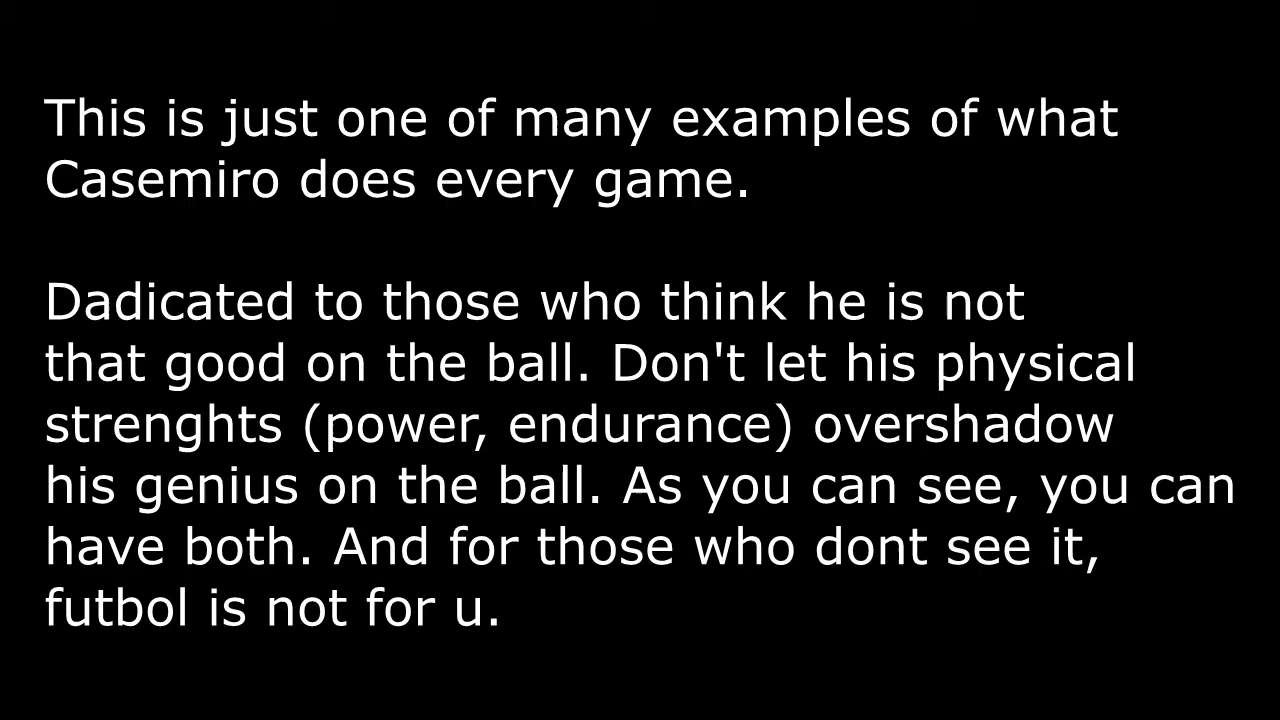 This is just one of many examples of what
Casemiro does every game.
Dadicated to those who think he is not
that good on the ball. Don't let his physical
strenghts (power, endurance) overshadow
his genius on the ball. As you can see, you can
have both. And for those who dont see it,
futbol is not for u.